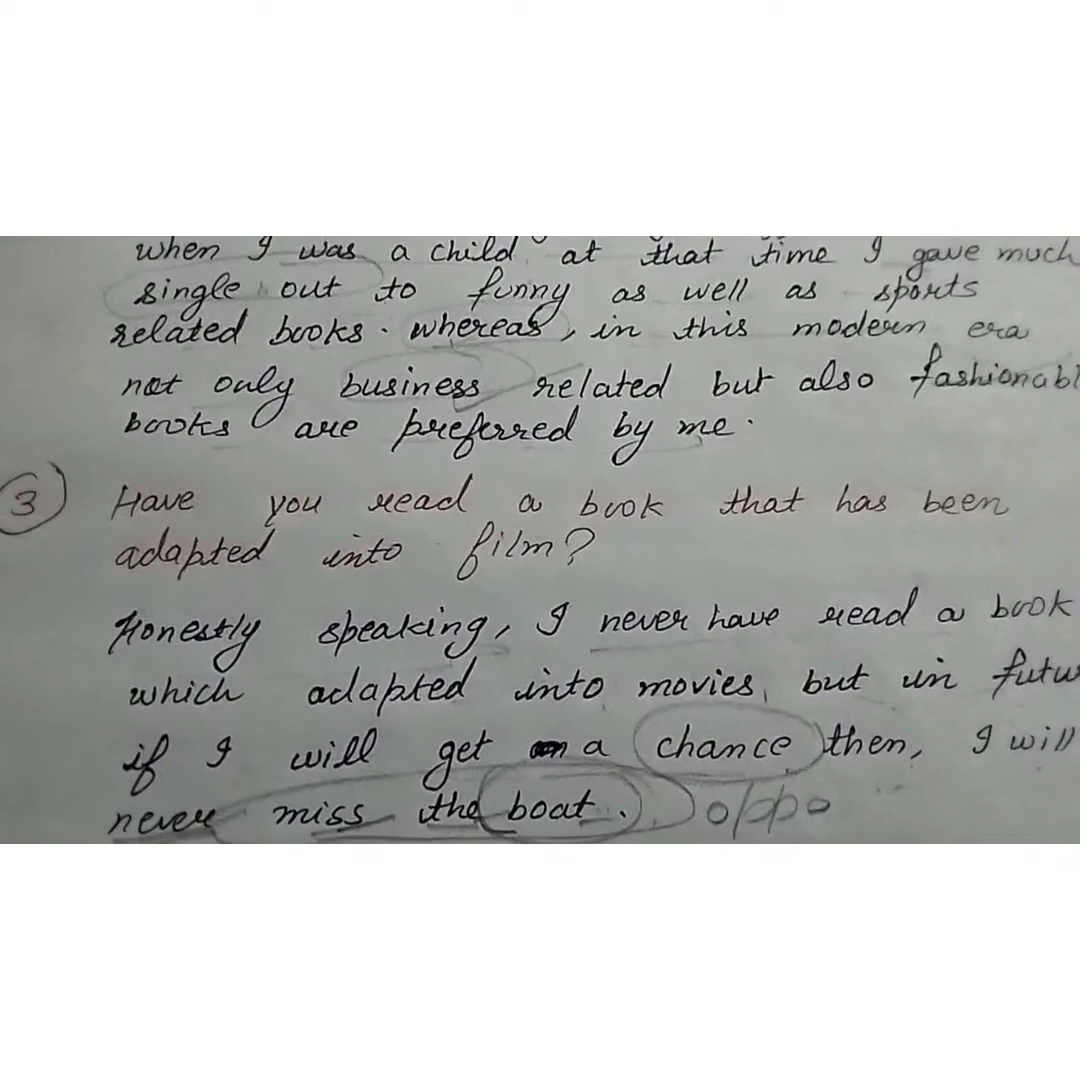 when I was a child at that time I gave much
single out to funny as well as sports
related books. whereas, in this modern era
not only business related but also fashionabl
books are preferred by me.
3 Have you read a book that has been
adapted into film?
Honestly speaking, I never have read a book
which adapted into movies, but in futu
if I will get a chance then, I will
never miss the boat. oppo